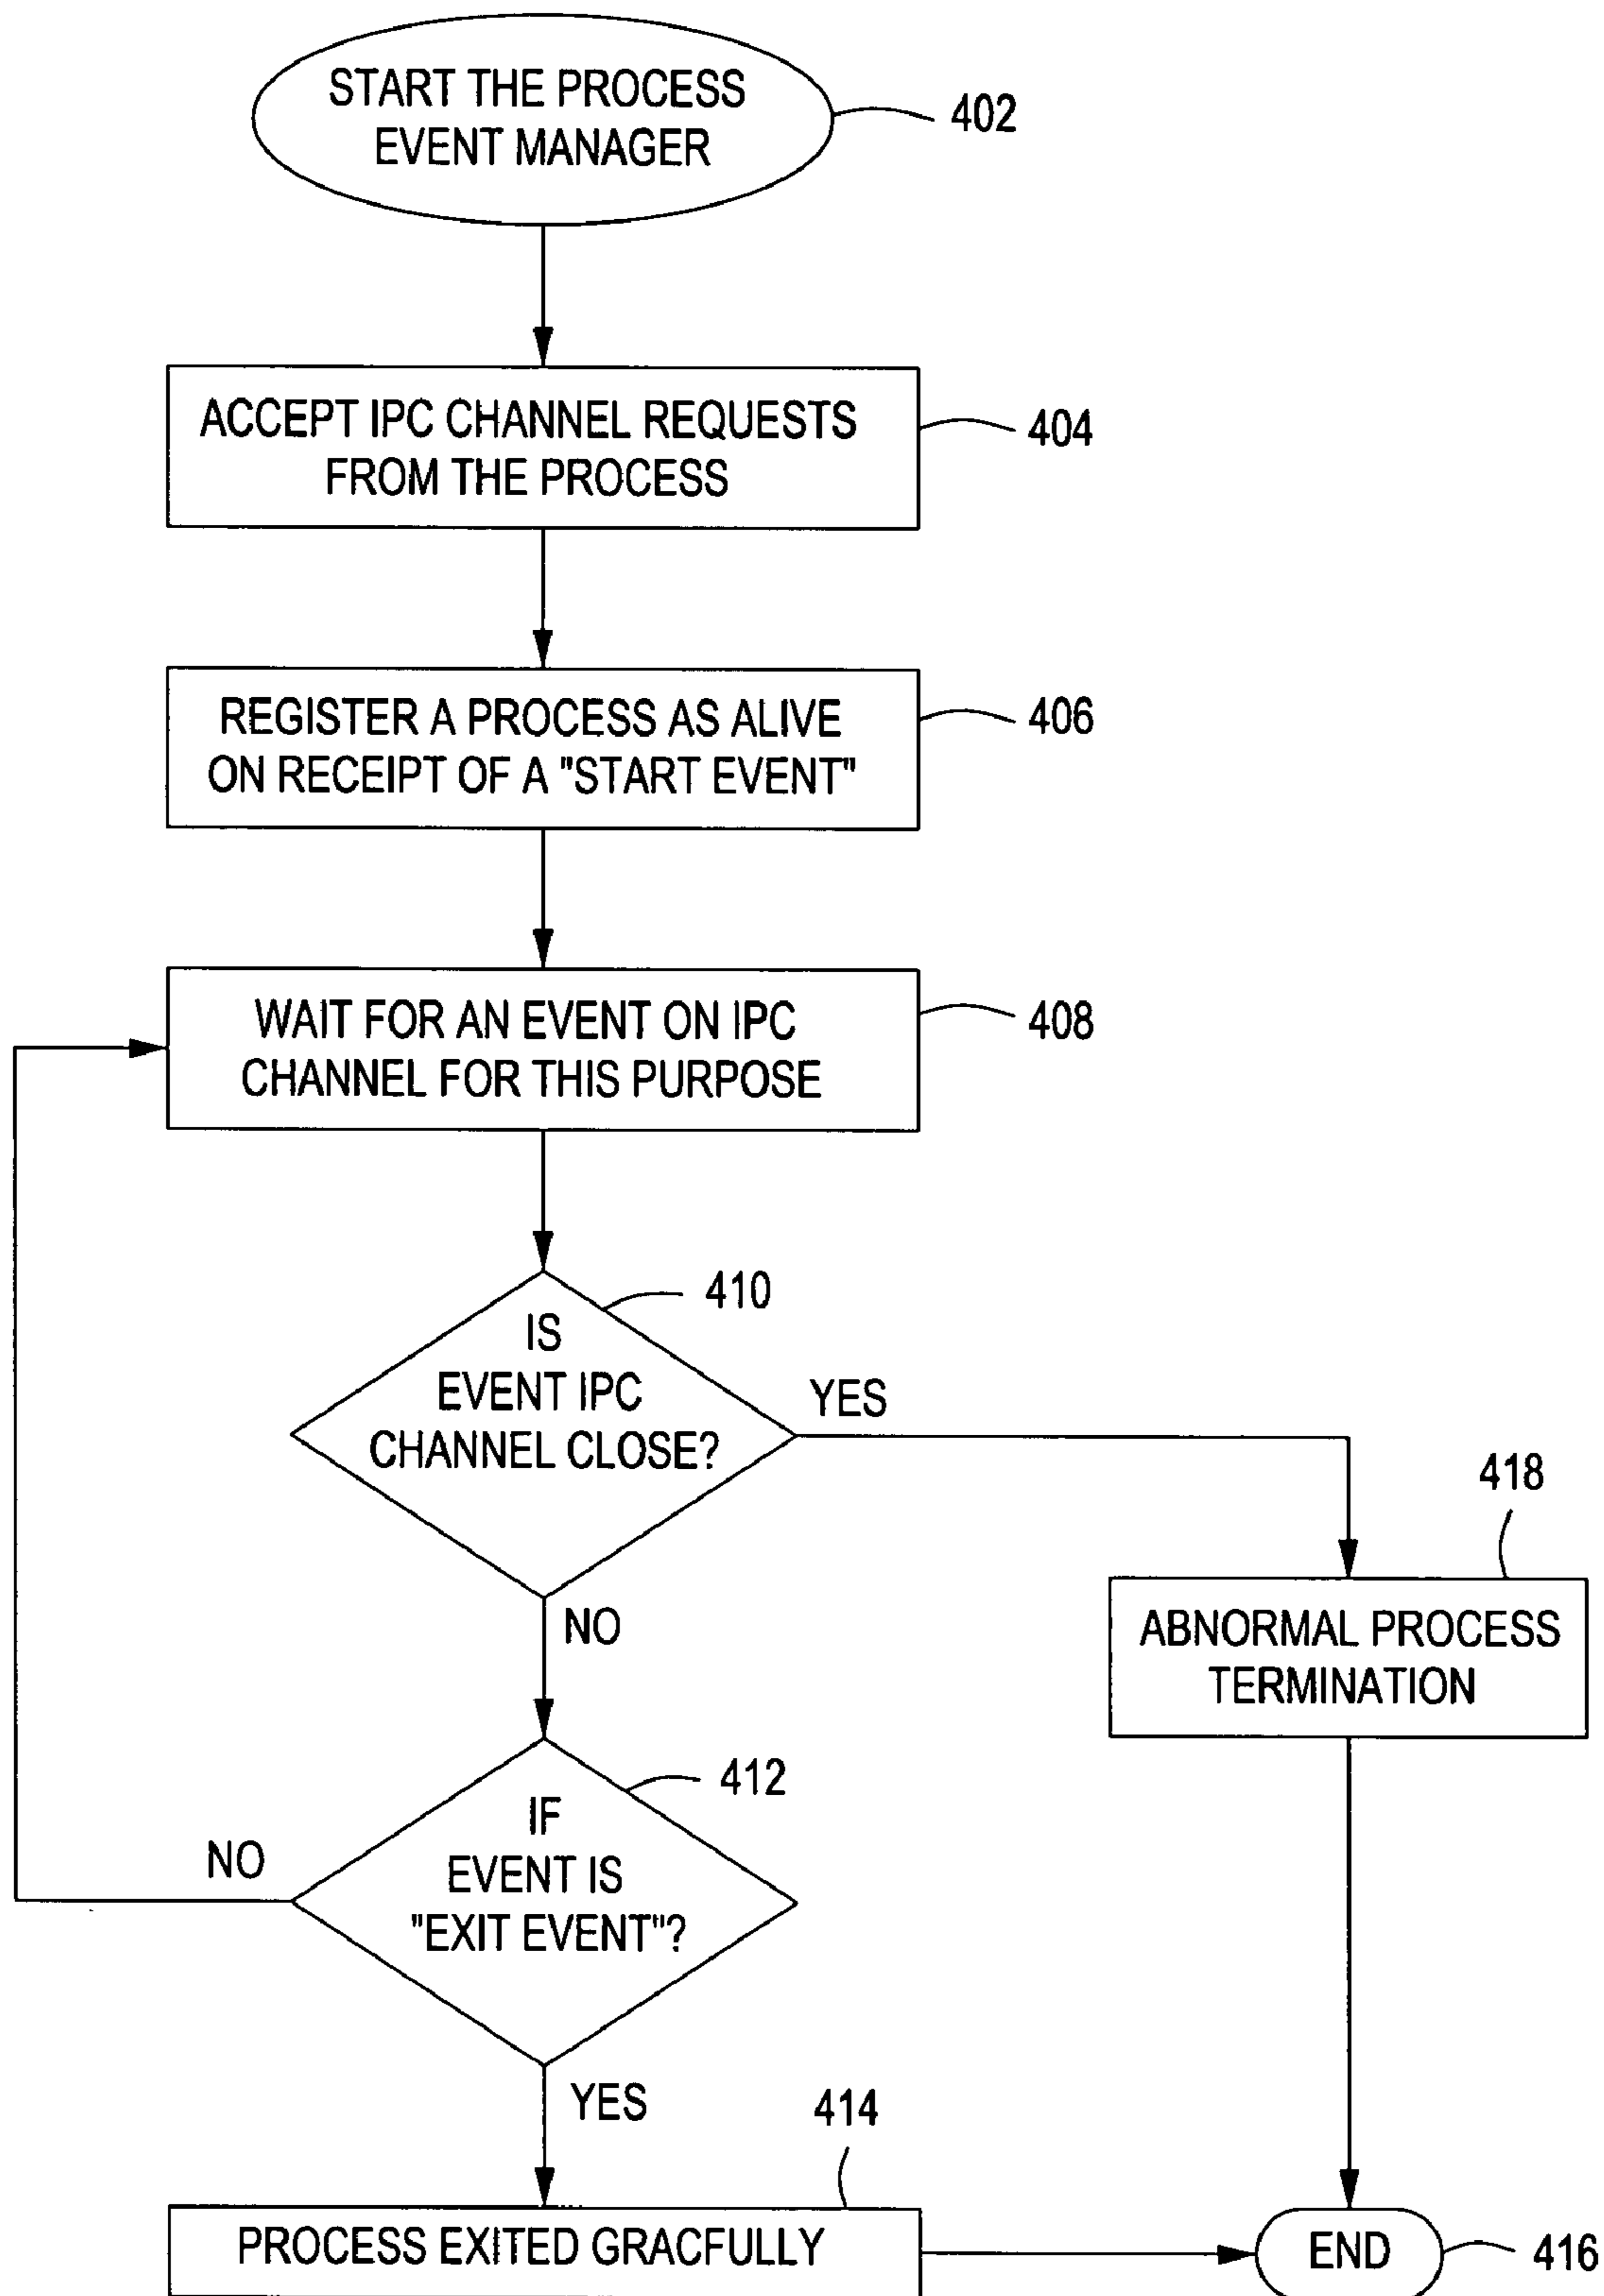 START THE PROCESS
EVENT MANAGER
402
ACCEPT IPC CHANNEL REQUESTS
FROM THE PROCESS
404
REGISTER A PROCESS AS ALIVE
ON RECEIPT OF A "START EVENT"
406
WAIT FOR AN EVENT ON IPC
CHANNEL FOR THIS PURPOSE
408
410
IS
EVENT IPC
CHANNEL CLOSE?
YES
NO
418
ABNORMAL PROCESS
TERMINATION
412
IF
EVENT IS
"EXIT EVENT"?
NO
YES
414
PROCESS EXITED GRACFULLY
END
416